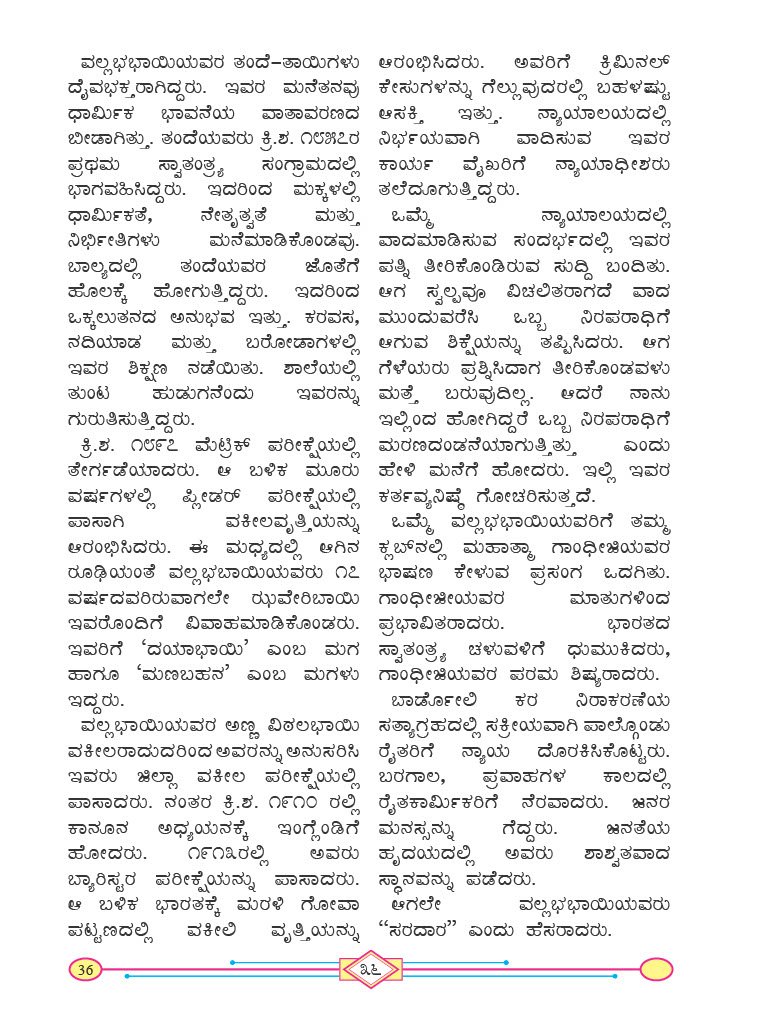 ವಲ್ಲಭಭಾಯಿಯವರ ತಂದೆ–ತಾಯಿಗಳು
ದೈವಭಕ್ತರಾಗಿದ್ದರು. ಇವರ ಮನೆತನವು
ಧಾರ್ಮಿಕ ಭಾವನೆಯ ವಾತಾವರಣದ
ಬೀಡಾಗಿತ್ತು. ತಂದೆಯವರು ಕ್ರಿ.ಶ. ೧೮೫೭ರ
ಪ್ರಥಮ ಸ್ವಾತಂತ್ರ್ಯ ಸಂಗ್ರಾಮದಲ್ಲಿ
ಭಾಗವಹಿಸಿದ್ದರು. ಇದರಿಂದ ಮಕ್ಕಳಲ್ಲಿ
ಧಾರ್ಮಿಕತೆ, ನೇತೃತ್ವತೆ ಮತ್ತು
ನಿರ್ಭೀತಿಗಳು ಮನೆಮಾಡಿಕೊಂಡವು.
ಬಾಲ್ಯದಲ್ಲಿ ತಂದೆಯವರ ಜೊತೆಗೆ
ಹೊಲಕ್ಕೆ ಹೋಗುತ್ತಿದ್ದರು. ಇದರಿಂದ
ಒಕ್ಕಲುತನದ ಅನುಭವ ಇತ್ತು. ಕರವಸ,
ನದಿಯಾಡ ಮತ್ತು ಬರೋಡಾಗಳಲ್ಲಿ
ಇವರ ಶಿಕ್ಷಣ ನಡೆಯಿತು. ಶಾಲೆಯಲ್ಲಿ
ತುಂಟ ಹುಡುಗನೆಂದು ಇವರನ್ನು
ಗುರುತಿಸುತ್ತಿದ್ದರು.
ಕ್ರಿ.ಶ. ೧೮೯೭ ಮೆಟ್ರಿಕ್ ಪರೀಕ್ಷೆಯಲ್ಲಿ
ತೇರ್ಗಡೆಯಾದರು. ಆ ಬಳಿಕ ಮೂರು
ವರ್ಷಗಳಲ್ಲಿ ಪ್ಲೀಡರ್ ಪರೀಕ್ಷೆಯಲ್ಲಿ
ಪಾಸಾಗಿ ವಕೀಲವೃತ್ತಿಯನ್ನು
ಆರಂಭಿಸಿದರು. ಈ ಮಧ್ಯದಲ್ಲಿ ಆಗಿನ
ರೂಢಿಯಂತೆ ವಲ್ಲಭಬಾಯಿಯವರು ೧೭
ವರ್ಷದವರಿರುವಾಗಲೇ ಝವೇರಿಬಾಯಿ
ಇವರೊಂದಿಗೆ ವಿವಾಹಮಾಡಿಕೊಂಡರು.
ಇವರಿಗೆ ‘ದಯಾಭಾಯಿ’ ಎಂಬ ಮಗ
ಹಾಗೂ ‘ಮಣಬಹನ’ ಎಂಬ ಮಗಳು
ಇದ್ದರು.
ವಲ್ಲಭಾಯಿಯವರ ಅಣ್ಣ ವಿಠಲಭಾಯಿ
ವಕೀಲರಾದುದರಿಂದ ಅವರನ್ನು ಅನುಸರಿಸಿ
ಇವರು ಜಿಲ್ಲಾ ವಕೀಲ ಪರೀಕ್ಷೆಯಲ್ಲಿ
ಪಾಸಾದರು. ನಂತರ ಕ್ರಿ.ಶ. ೧೯೧೦ ರಲ್ಲಿ
ಕಾನೂನ ಅಧ್ಯಯನಕ್ಕೆ ಇಂಗ್ಲೆಂಡಿಗೆ
ಹೋದರು. ೧೯೧೩ರಲ್ಲಿ ಅವರು
ಬ್ಯಾರಿಸ್ಟರ ಪರೀಕ್ಷೆಯನ್ನು ಪಾಸಾದರು.
ಆ ಬಳಿಕ ಭಾರತಕ್ಕೆ ಮರಳಿ ಗೋವಾ
ಪಟ್ಟಣದಲ್ಲಿ ವಕೀಲಿ ವೃತ್ತಿಯನ್ನು
ಆರಂಭಿಸಿದರು. ಅವರಿಗೆ ಕ್ರಿಮಿನಲ್
ಕೇಸುಗಳನ್ನು ಗೆಲ್ಲುವುದರಲ್ಲಿ ಬಹಳಷ್ಟು
ಆಸಕ್ತಿ ಇತ್ತು. ನ್ಯಾಯಾಲಯದಲ್ಲಿ
ನಿರ್ಭಯವಾಗಿ ವಾದಿಸುವ ಇವರ
ಕಾರ್ಯ ವೈಖರಿಗೆ ನ್ಯಾಯಾಧೀಶರು
ತಲೆದೂಗುತ್ತಿದ್ದರು.
ಒಮ್ಮೆ ನ್ಯಾಯಾಲಯದಲ್ಲಿ
ವಾದಮಾಡಿಸುವ ಸಂದರ್ಭದಲ್ಲಿ ಇವರ
ಪತ್ನಿ ತೀರಿಕೊಂಡಿರುವ ಸುದ್ದಿ ಬಂದಿತು.
ಆಗ ಸ್ವಲ್ಪವೂ ವಿಚಲಿತರಾಗದೆ ವಾದ
ಮುಂದುವರೆಸಿ ಒಬ್ಬ ನಿರಪರಾಧಿಗೆ
ಆಗುವ ಶಿಕ್ಷೆಯನ್ನು ತಪ್ಪಿಸಿದರು. ಆಗ
ಗೆಳೆಯರು ಪ್ರಶ್ನಿಸಿದಾಗ ತೀರಿಕೊಂಡವಳು
ಮತ್ತೆ ಬರುವುದಿಲ್ಲ. ಆದರೆ ನಾನು
ಇಲ್ಲಿಂದ ಹೋಗಿದ್ದರೆ ಒಬ್ಬ ನಿರಪರಾಧಿಗೆ
ಮರಣದಂಡನೆಯಾಗುತ್ತಿತ್ತು ಎಂದು
ಹೇಳಿ ಮನೆಗೆ ಹೋದರು. ಇಲ್ಲಿ ಇವರ
ಕರ್ತವ್ಯನಿಷ್ಠೆ ಗೋಚರಿಸುತ್ತದೆ.
ಒಮ್ಮೆ ವಲ್ಲಭಭಾಯಿಯವರಿಗೆ ತಮ್ಮ
ಕ್ಲಬ್‌ನಲ್ಲಿ ಮಹಾತ್ಮಾ ಗಾಂಧೀಜಿಯವರ
ಭಾಷಣ ಕೇಳುವ ಪ್ರಸಂಗ ಒದಗಿತು.
ಗಾಂಧೀಜೀಯವರ ಮಾತುಗಳಿಂದ
ಪ್ರಭಾವಿತರಾದರು. ಭಾರತದ
ಸ್ವಾತಂತ್ರ್ಯ ಚಳುವಳಿಗೆ ಧುಮುಕಿದರು,
ಗಾಂಧೀಜಿಯವರ ಪರಮ ಶಿಷ್ಯರಾದರು.
ಬಾರ್ಡೋಲಿ ಕರ ನಿರಾಕರಣೆಯ
ಸತ್ಯಾಗ್ರಹದಲ್ಲಿ ಸಕ್ರೀಯವಾಗಿ ಪಾಲ್ಗೊಂಡು
ರೈತರಿಗೆ ನ್ಯಾಯ ದೊರಕಿಸಿಕೊಟ್ಟರು.
ಬರಗಾಲ, ಪ್ರವಾಹಗಳ ಕಾಲದಲ್ಲಿ
ರೈತಕಾರ್ಮಿಕರಿಗೆ ನೆರವಾದರು. ಜನರ
ಮನಸ್ಸನ್ನು ಗೆದ್ದರು. ಜನತೆಯ
ಹೃದಯದಲ್ಲಿ ಅವರು ಶಾಶ್ವತವಾದ
ಸ್ಥಾನವನ್ನು ಪಡೆದರು.
ಆಗಲೇ ವಲ್ಲಭಭಾಯಿಯವರು
“ಸರದಾರ” ಎಂದು ಹೆಸರಾದರು.
36
೩೬